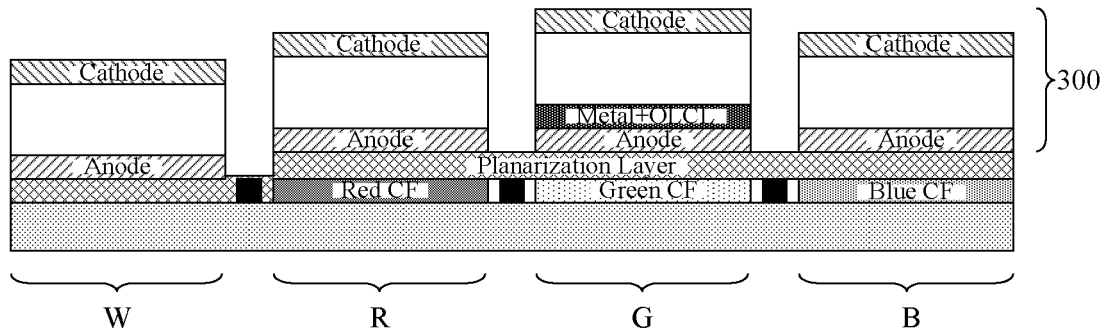 Cathode
Cathode
Cathode
Cathode
300
Metal+OLCL
Anode
Anode
Anode
Anode
Planarization Layer
Red CF
Green CF
Blue CF
W
R
G
B